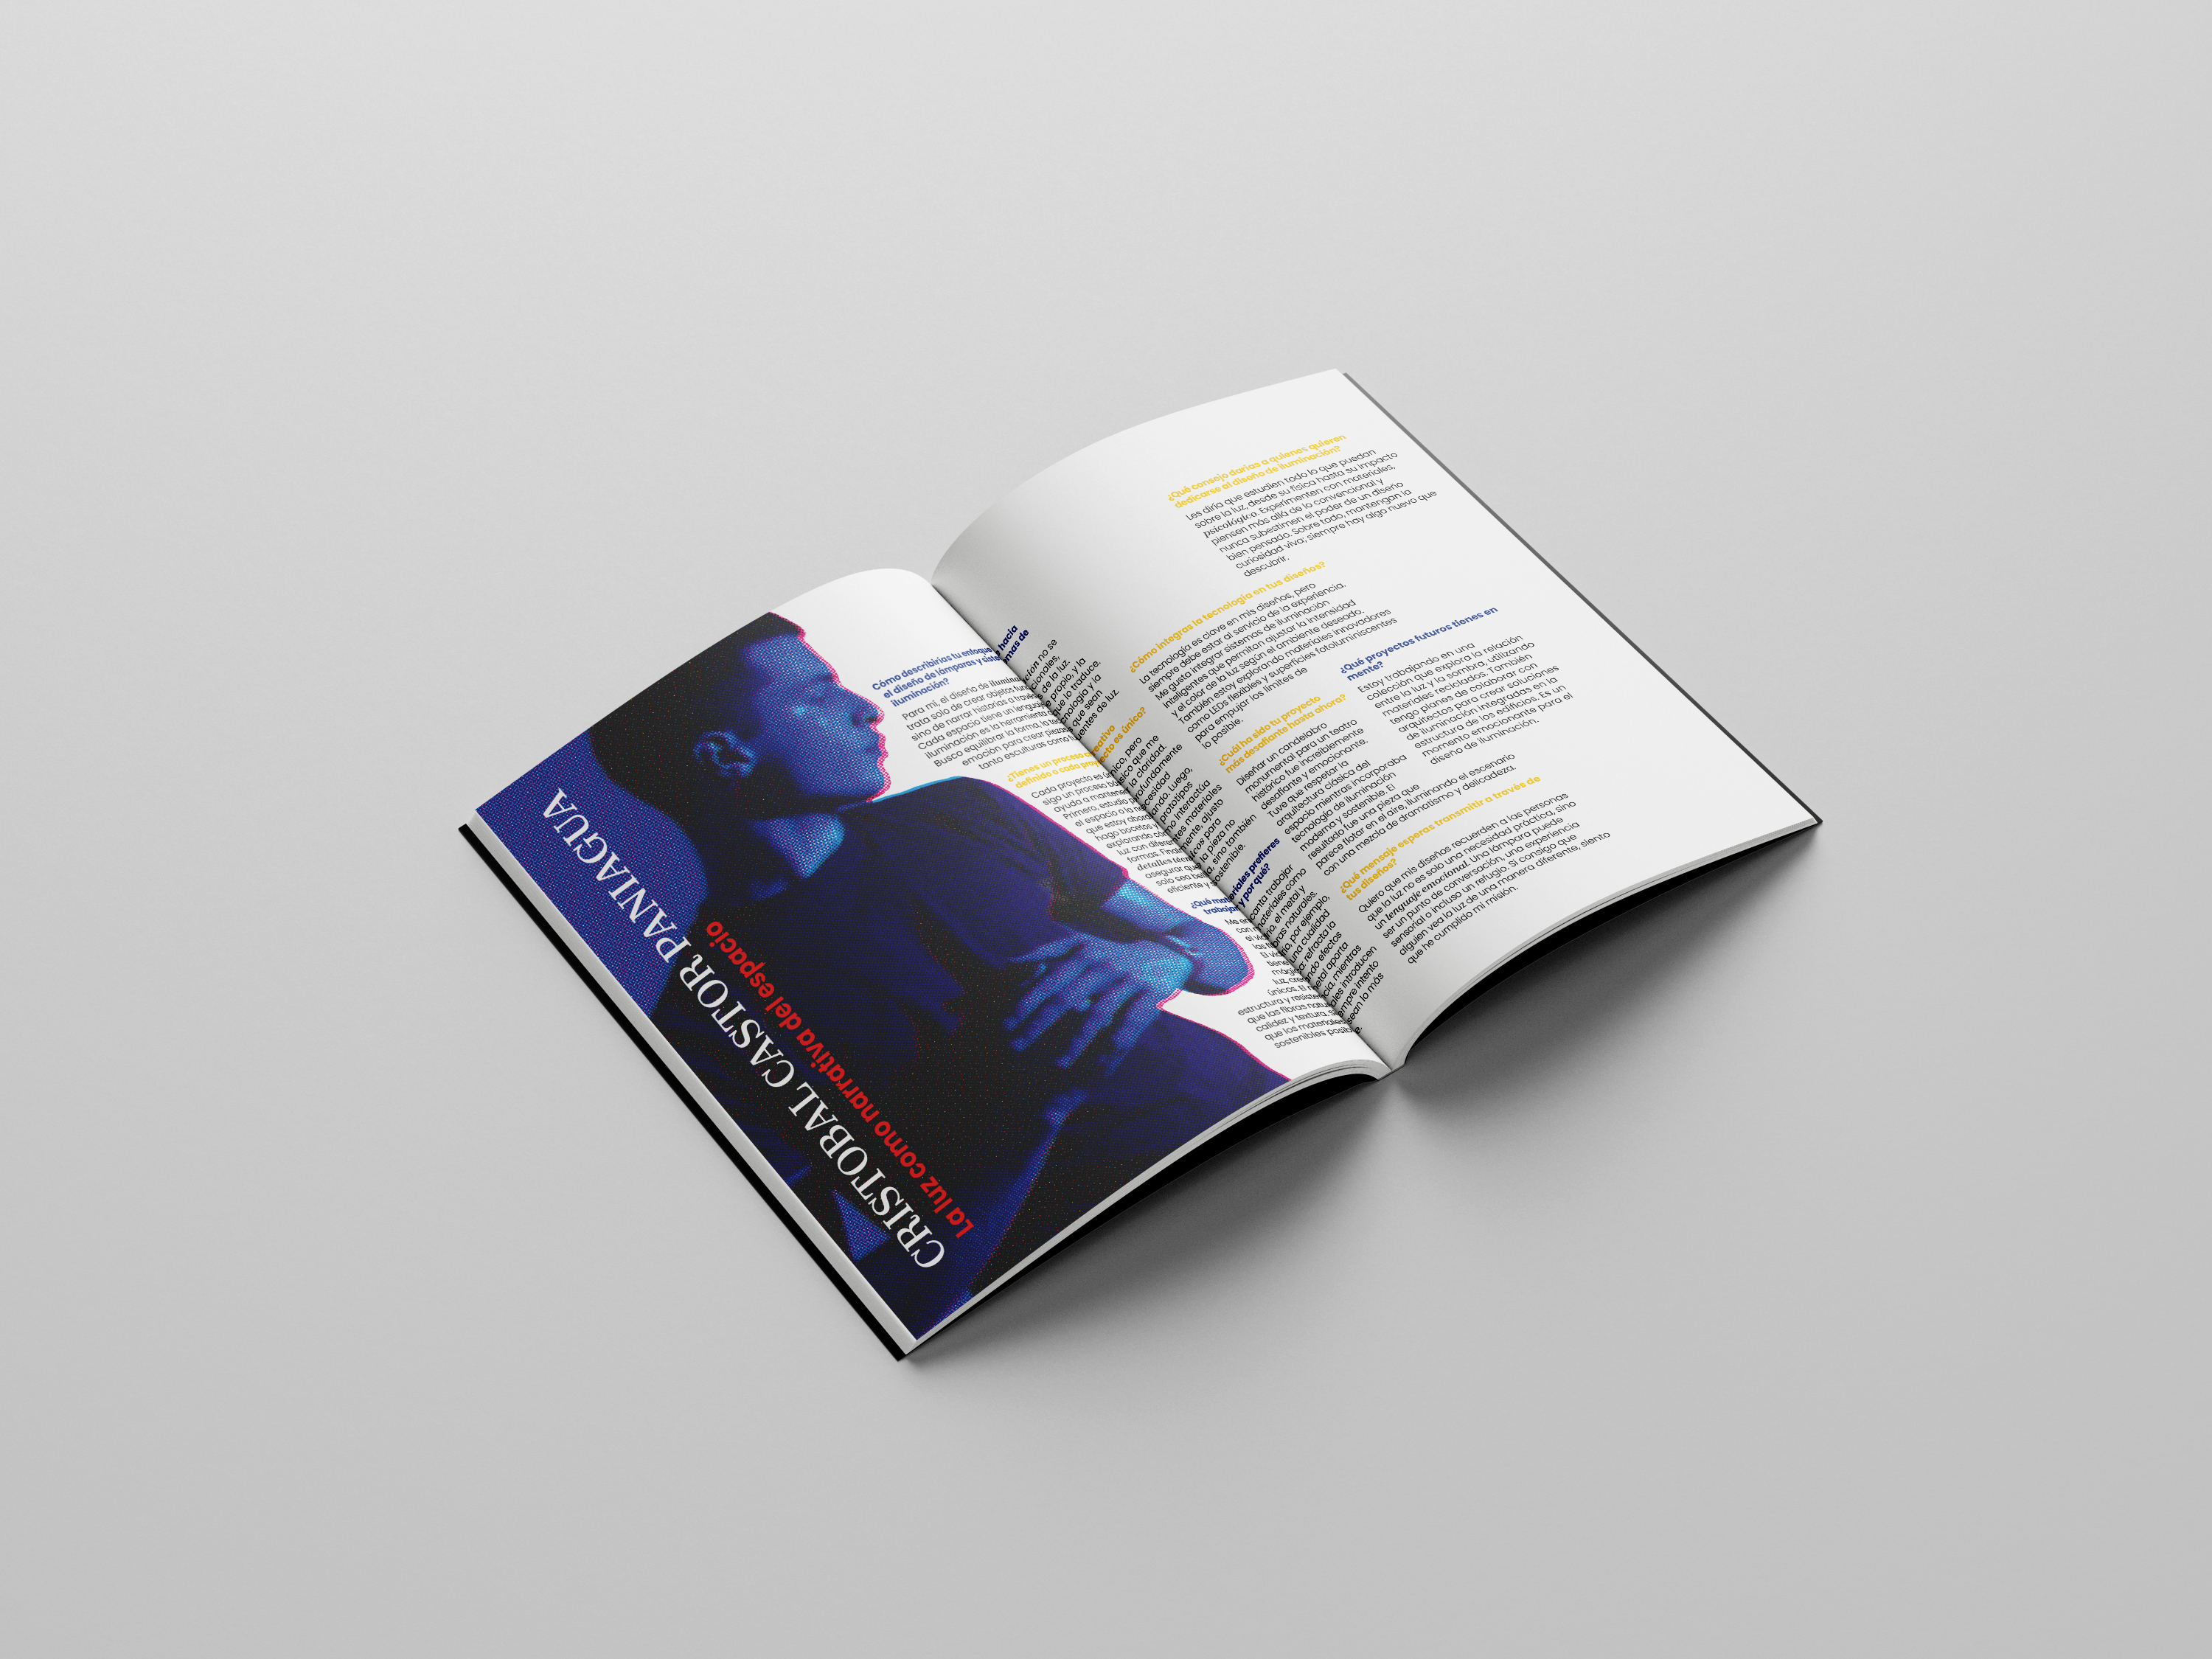 CRISTOBAL CASTOR PANIAGUA
La luz como narrativa del espacio
Cómo describirías tu enfoque hacia
el diseño de lámparas y sistemas de
iluminación?
Para mí, el diseño de iluminación no se
trata solo de crear objetos funcionales,
sino de narrar historias a través de la luz.
Cada espacio tiene un lenguaje propio, y la
iluminación es la herramienta que lo traduce.
Busco equilibrar la forma, la tecnología y la
emoción para crear piezas que sean
tanto esculturas como fuentes de luz.
¿Tienes un proceso creativo
definido o cada proyecto es único?
Cada proyecto es único, pero
sigo un proceso básico que me
ayuda a mantener la claridad.
Primero, estudio profundamente
el espacio o la necesidad
que estoy abordando. Luego,
hago bocetos y prototipos
explorando cómo interactúa
luz con diferentes materiales
formas. Finalmente, ajusto
detalles técnicos para
asegurar que la pieza no
solo sea bella, sino también
eficiente y sostenible.
¿Qué materiales prefieres
trabajar y por qué?
Me encanta trabajar
con materiales como
el metal y
las fibras naturales.
por ejemplo,
tiene una cualidad
refracta la
luz, creando efectos
únicos. El metal aporta
estructura y resistencia, mientras
que las fibras naturales introducen
calidez y textura. Siempre intento
que los materiales sean lo más
sostenibles posible.
¿Qué consejo darías a quienes quieren
dedicarse al diseño de iluminación?
Les diría que estudien todo lo que puedan
sobre la luz, desde su física hasta su impacto
psicológico. Experimenten con materiales,
piensen más allá de lo convencional y
nunca subestimen el poder de un diseño
bien pensado. Sobre todo, mantengan la
curiosidad viva; siempre hay algo nuevo que
descubrir.
¿Cómo integras la tecnología en tus diseños?
La tecnología es clave en mis diseños, pero
siempre debe estar al servicio de la experiencia.
Me gusta integrar sistemas de iluminación
inteligentes que permitan ajustar la intensidad
y el color de la luz según el ambiente deseado.
También estoy explorando materiales innovadores
como LEDs flexibles y superficies fotoluminiscentes
para empujar los límites de
lo posible.
¿Cuál ha sido tu proyecto
más desafiante hasta ahora?
Diseñar un candelabro
monumental para un teatro
histórico fue increíblemente
desafiante y emocionante.
Tuve que respetar la
arquitectura clásica del
espacio mientras incorporaba
tecnología de iluminación
moderna y sostenible. El
resultado fue una pieza que
parece flotar en el aire, iluminando el escenario
con una mezcla de dramatismo y delicadeza.
¿Qué proyectos futuros tienes en
mente?
Estoy trabajando en una
colección que explora la relación
entre la luz y la sombra, utilizando
materiales reciclados. También
tengo planes de colaborar con
arquitectos para crear soluciones
de iluminación integradas en la
estructura de los edificios. Es un
momento emocionante para el
diseño de iluminación.
¿Qué mensaje esperas transmitir a través de
tus diseños?
Quiero que mis diseños recuerden a las personas
que la luz no es solo una necesidad práctica, sino
un lenguaje emocional. Una lámpara puede
ser un punto de conversación, una experiencia
sensorial o incluso un refugio. Si consigo que
alguien vea la luz de una manera diferente, siento
que he cumplido mi misión.